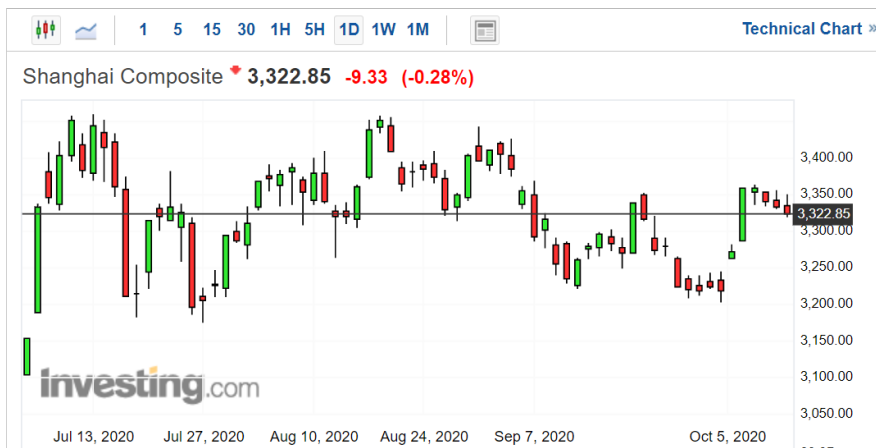 1 5 15 30 1H 5H 1D 1W 1M Technical Chart »
Shanghai Composite 3,322.85 -9.33 (-0.28%)
3,400.00
3,350.00
3,322.85
3,300.00
3,250.00
3,200.00
3,150.00
3,100.00
3,050.00
Investing.com
Jul 13, 2020 Jul 27, 2020 Aug 10, 2020 Aug 24, 2020 Sep 7, 2020 Oct 5, 2020